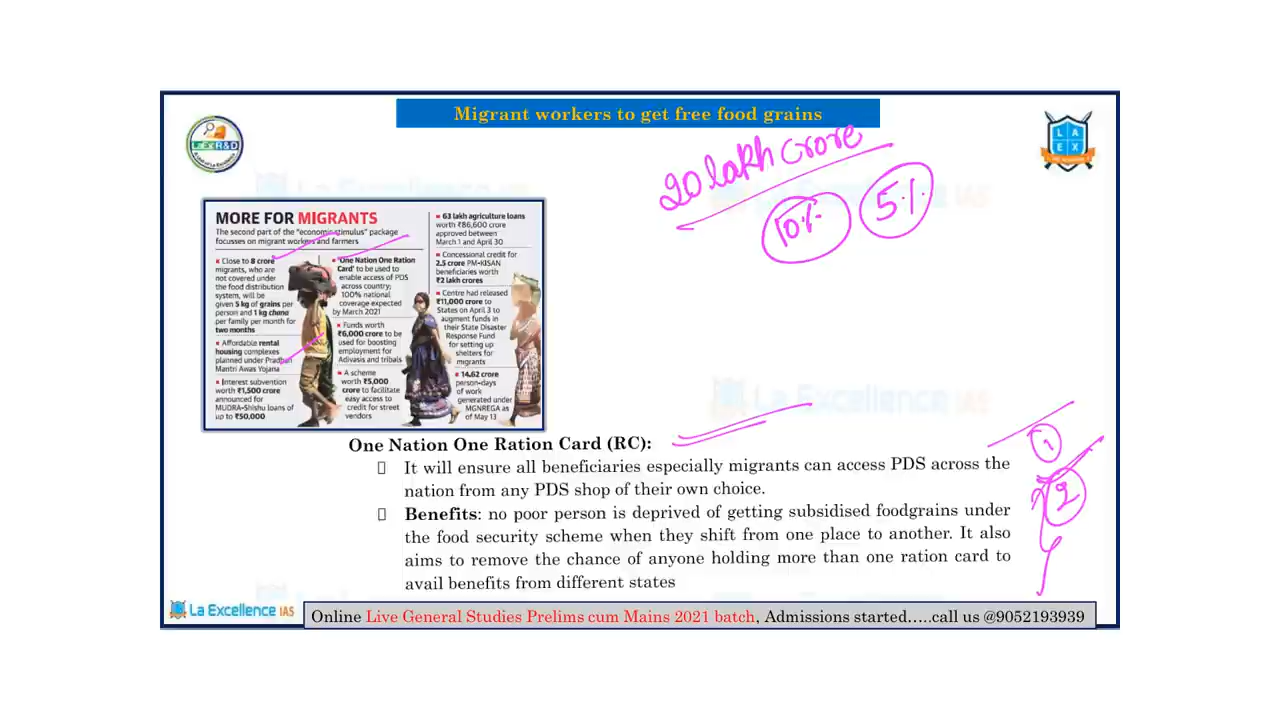 Migrant workers to get free food grains
La Ex R&D
LA
EX
20 lakh crore
10%
5%
MORE FOR MIGRANTS
The second part of the "economic stimulus" package
focusses on migrant workers and farmers
Close to 8 crore
migrants, who are
not covered under
the food distribution
system, will be
given 5 kg of grains per
person and 1 kg chana
per family per month for
two months
Affordable rental
housing complexes
planned under Pradhan
Mantri Awas Yojana
Interest subvention
worth ₹1,500 crore
announced for
MUDRA-Shishu loans of
up to ₹50,000
'One Nation One Ration
Card' to be used to
enable access of PDS
across country;
100% national
coverage expected
by March 2021
Funds worth
₹6,000 crore to be
used for boosting
employment for
Adivasis and tribals
A scheme
worth ₹5,000
crore to facilitate
easy access to
credit for street
vendors
63 lakh agriculture loans
worth ₹86,600 crore
approved between
March 1 and April 30
Concessional credit for
2.5 crore PM-KISAN
beneficiaries worth
₹2 lakh crores
Centre had released
₹11,000 crore to
States on April 3 to
augment funds in
their State Disaster
Response Fund
for setting up
shelters for
migrants
14.62 crore
person-days
of work
generated under
MGNREGA as
of May 13
La Excellence IAS
One Nation One Ration Card (RC):
It will ensure all beneficiaries especially migrants can access PDS across the
nation from any PDS shop of their own choice.
Benefits: no poor person is deprived of getting subsidised foodgrains under
the food security scheme when they shift from one place to another. It also
aims to remove the chance of anyone holding more than one ration card to
avail benefits from different states
1
2
La Excellence IAS
Online Live General Studies Prelims cum Mains 2021 batch, Admissions started.....call us @9052193939